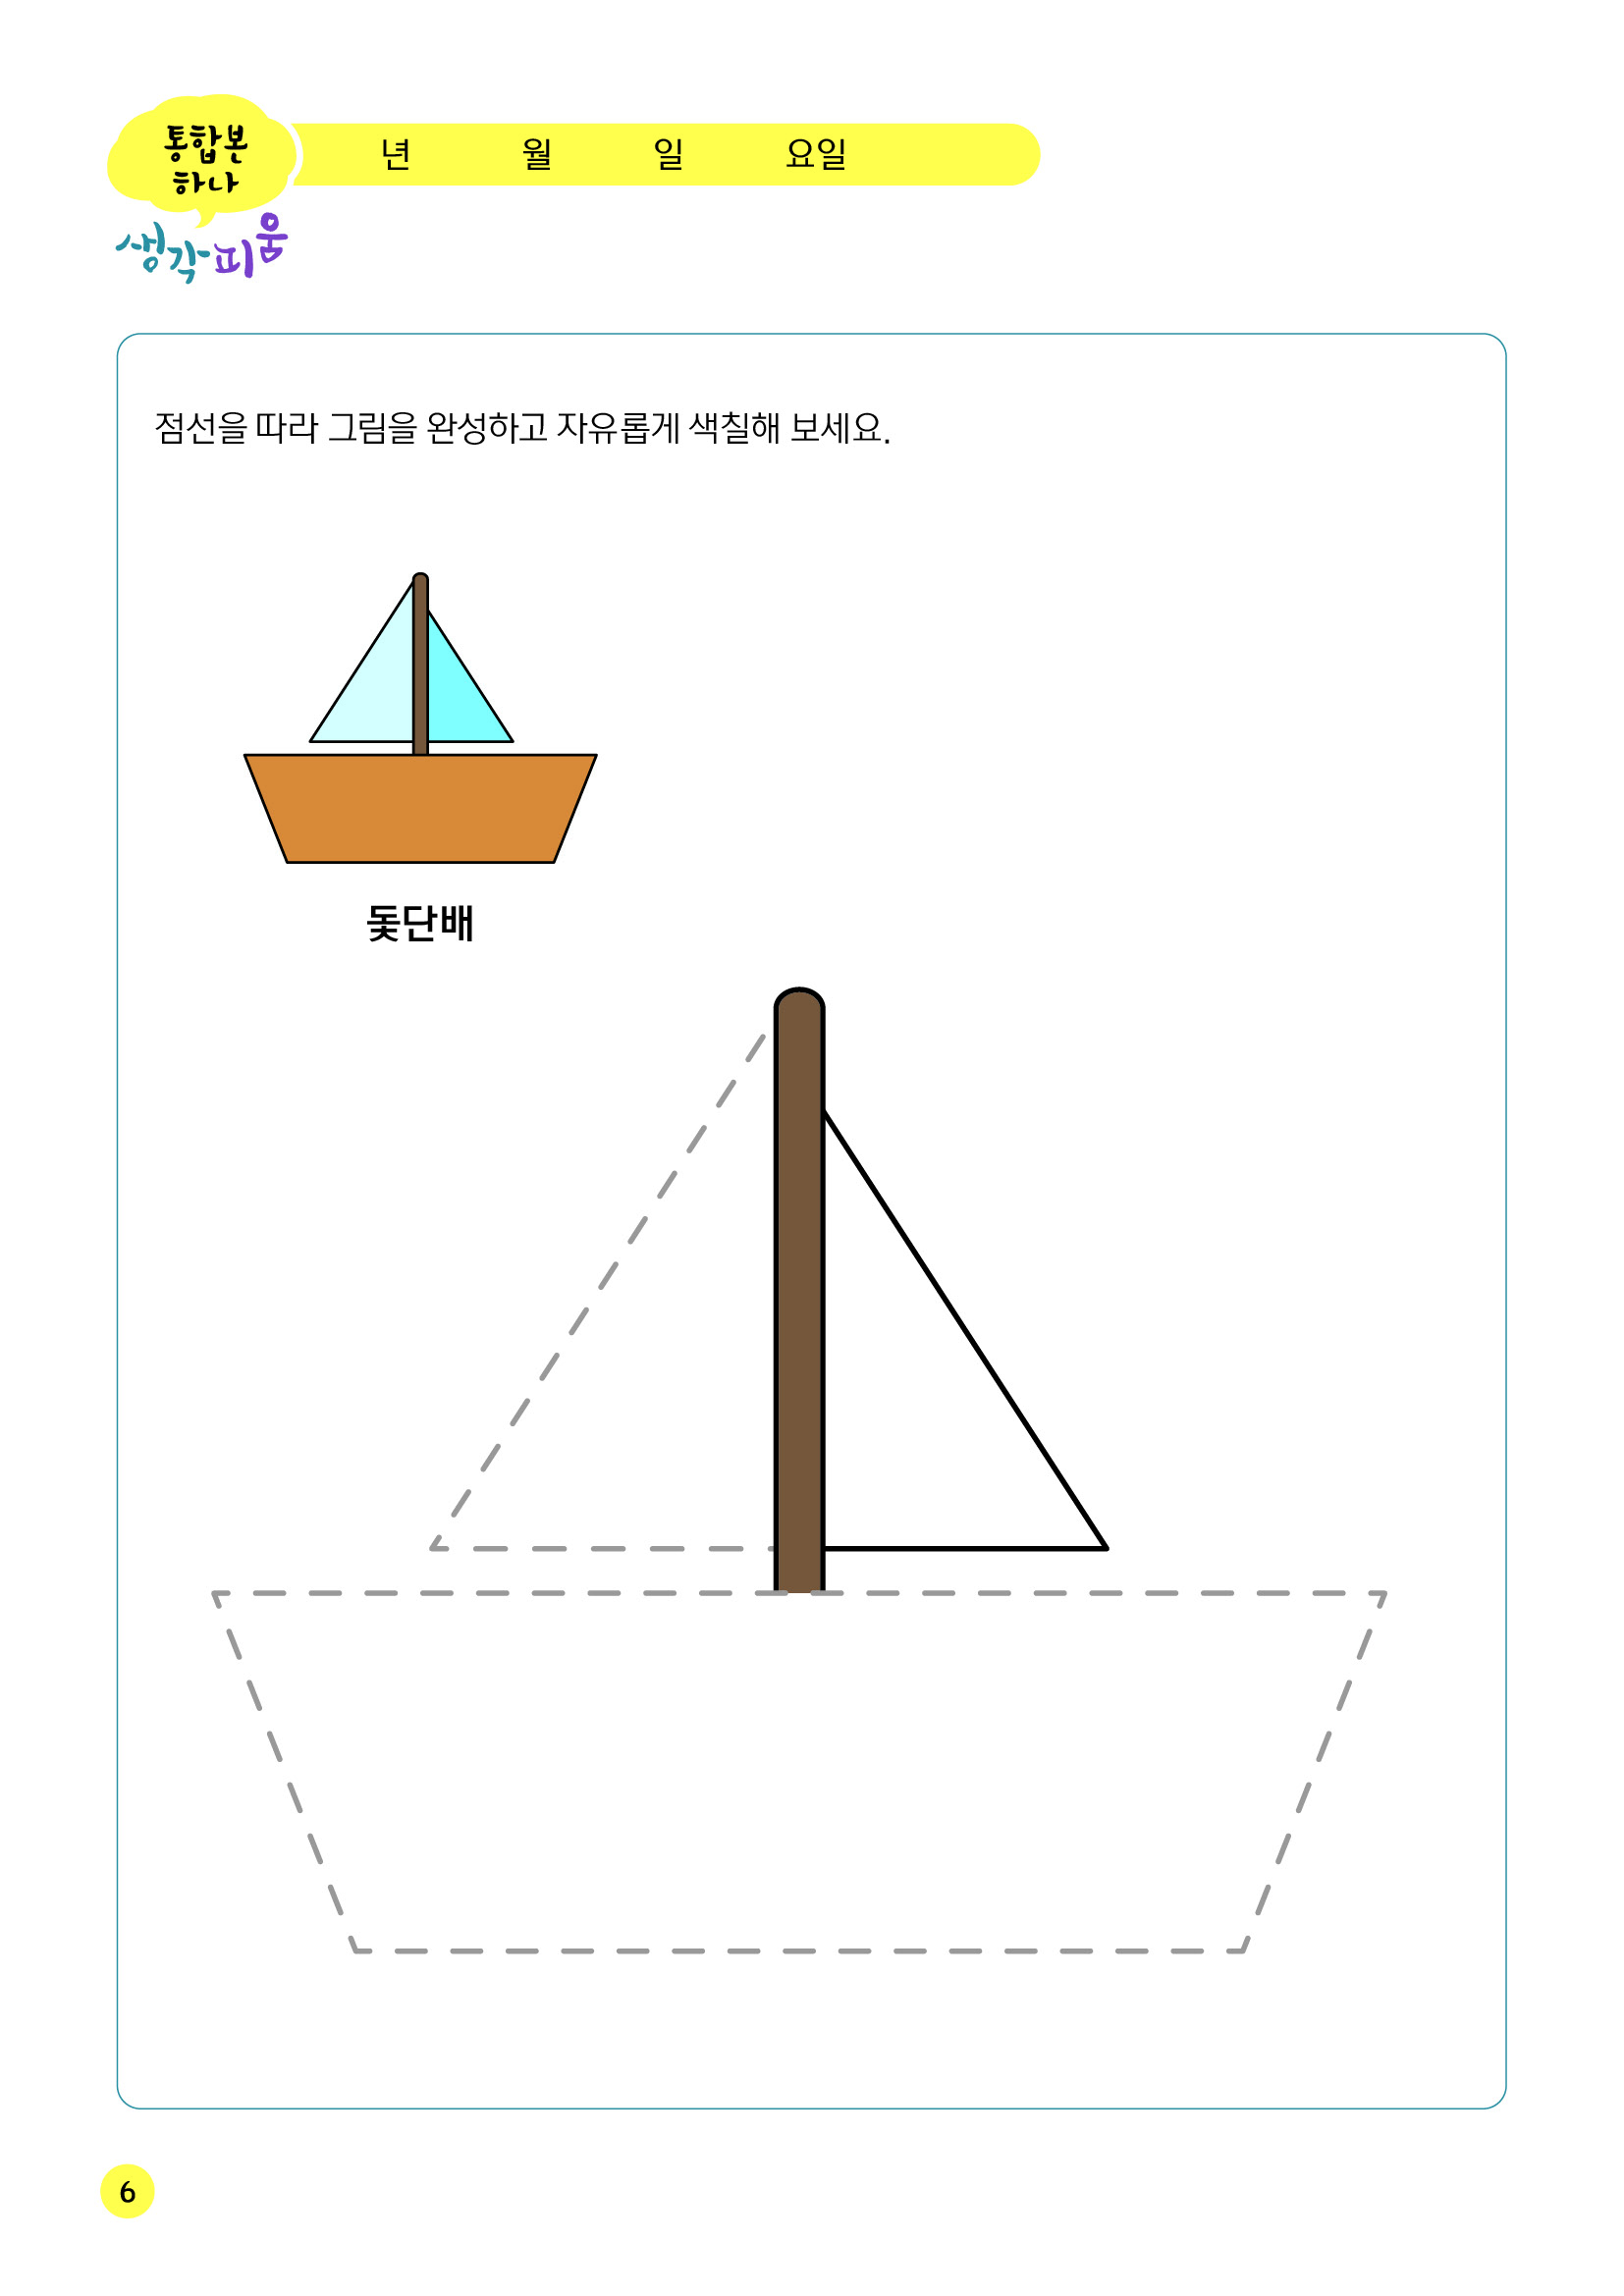 통합본
하나
년 월 일 요일
생각피움
점선을 따라 그림을 완성하고 자유롭게 색칠해 보세요.
돛단배
6